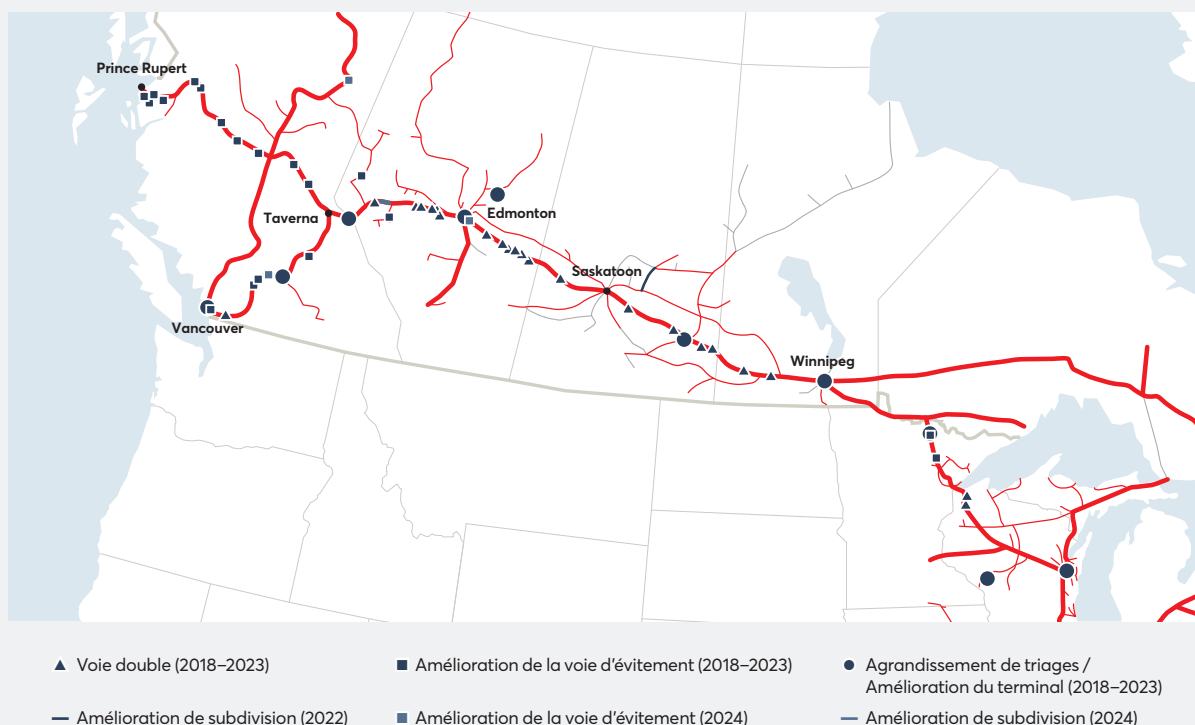 Prince Rupert
Taverna
Edmonton
Saskatoon
Vancouver
Winnipeg
Voie double (2018–2023)
Amélioration de la voie d'évitement (2018–2023)
Agrandissement de triages /
Amélioration du terminal (2018–2023)
Amélioration de subdivision (2022)
Amélioration de la voie d'évitement (2024)
Amélioration de subdivision (2024)